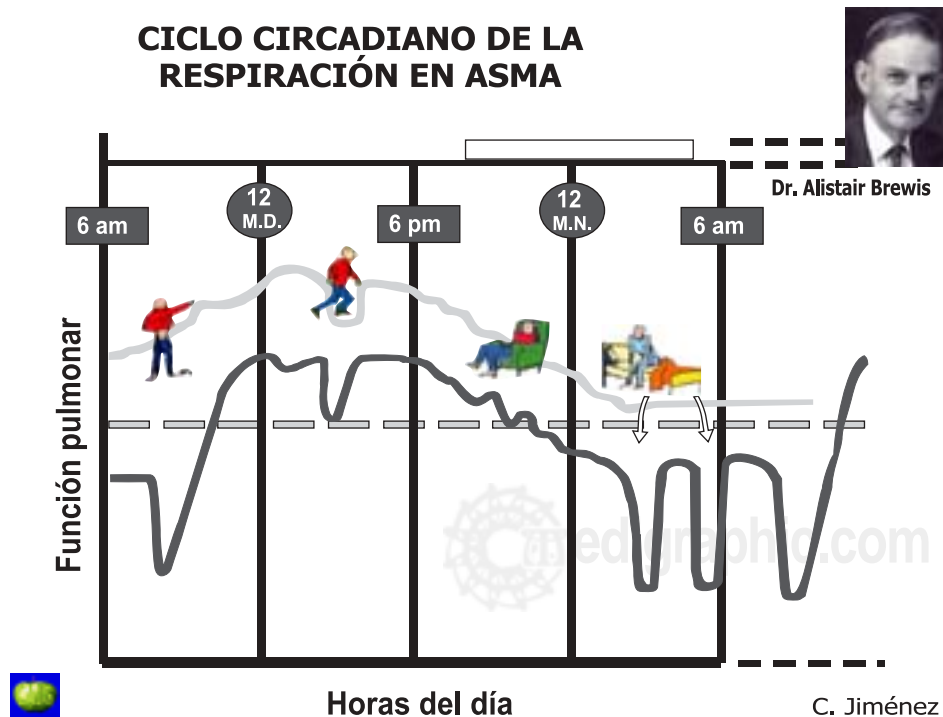 CICLO CIRCADIANO DE LA
RESPIRACIÓN EN ASMA
Dr. Alistair Brewis
6 am
12
M.D.
6 pm
12
M.N.
6 am
Función pulmonar
medigraphic.com
Horas del día
C. Jiménez